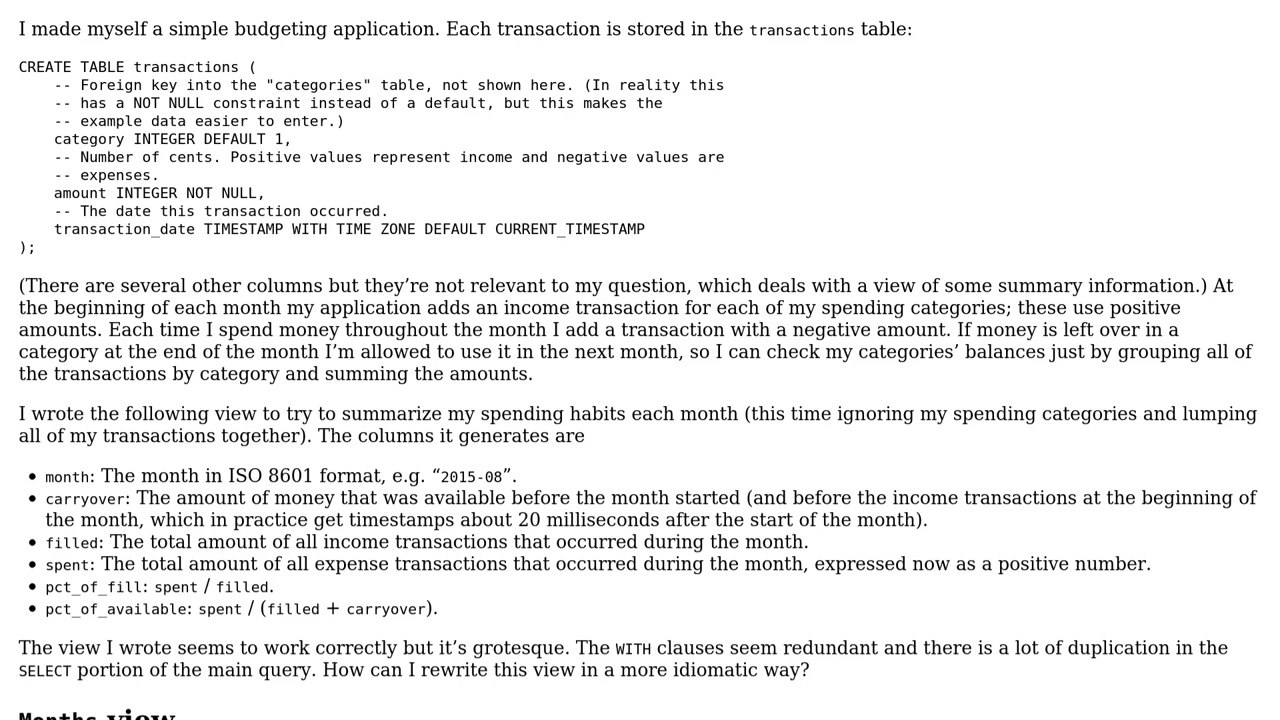 I made myself a simple budgeting application. Each transaction is stored in the transactions table:
CREATE TABLE transactions (
    -- Foreign key into the "categories" table, not shown here. (In reality this
    -- has a NOT NULL constraint instead of a default, but this makes the
    -- example data easier to enter.)
    category INTEGER DEFAULT 1,
    -- Number of cents. Positive values represent income and negative values are
    -- expenses.
    amount INTEGER NOT NULL,
    -- The date this transaction occurred.
    transaction_date TIMESTAMP WITH TIME ZONE DEFAULT CURRENT_TIMESTAMP
);
(There are several other columns but they’re not relevant to my question, which deals with a view of some summary information.) At
the beginning of each month my application adds an income transaction for each of my spending categories; these use positive
amounts. Each time I spend money throughout the month I add a transaction with a negative amount. If money is left over in a
category at the end of the month I’m allowed to use it in the next month, so I can check my categories’ balances just by grouping all of
the transactions by category and summing the amounts.
I wrote the following view to try to summarize my spending habits each month (this time ignoring my spending categories and lumping
all of my transactions together). The columns it generates are
• month: The month in ISO 8601 format, e.g. “2015-08”.
• carryover: The amount of money that was available before the month started (and before the income transactions at the beginning of
the month, which in practice get timestamps about 20 milliseconds after the start of the month).
• filled: The total amount of all income transactions that occurred during the month.
• spent: The total amount of all expense transactions that occurred during the month, expressed now as a positive number.
• pct_of_fill: spent / filled.
• pct_of_available: spent / (filled + carryover).
The view I wrote seems to work correctly but it’s grotesque. The WITH clauses seem redundant and there is a lot of duplication in the
SELECT portion of the main query. How can I rewrite this view in a more idiomatic way?
Months view